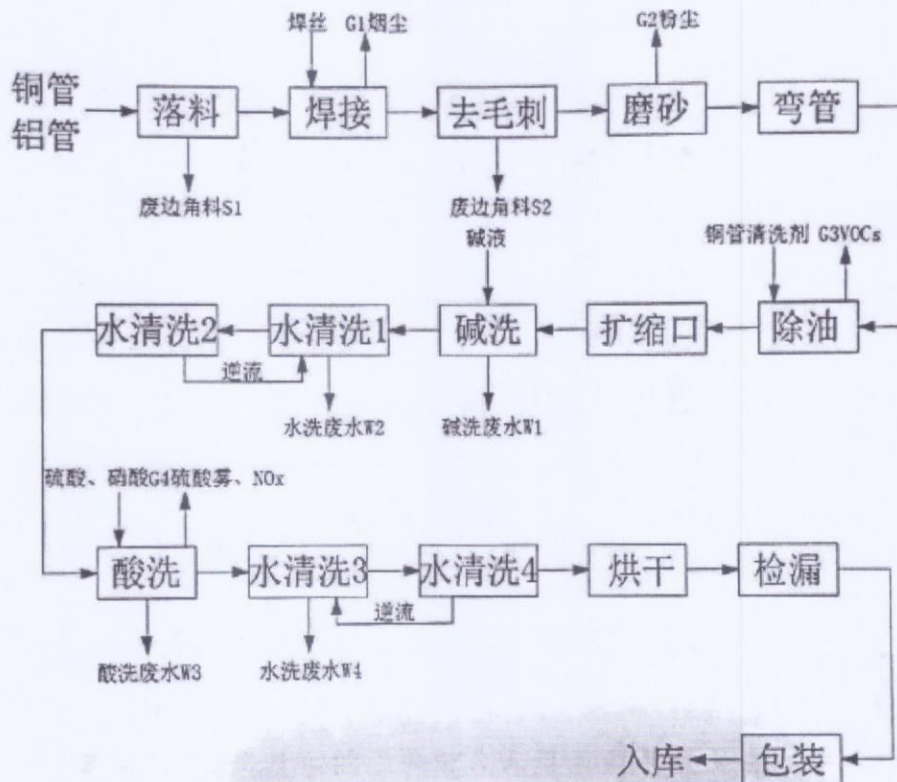 焊丝 G1烟尘 G2粉尘
铜管
铝管
落料 焊接 去毛刺 磨砂 弯管
废边角料S1 废边角料S2
碱液 铜管清洗剂 G3VOCs
水清洗2 水清洗1 碱洗 扩缩口 除油
逆流
水洗废水W2 碱洗废水W1
硫酸、硝酸G4硫酸雾、NOx
酸洗 水清洗3 水清洗4 烘干 检漏
逆流
酸洗废水W3 水洗废水W4
入库 包装